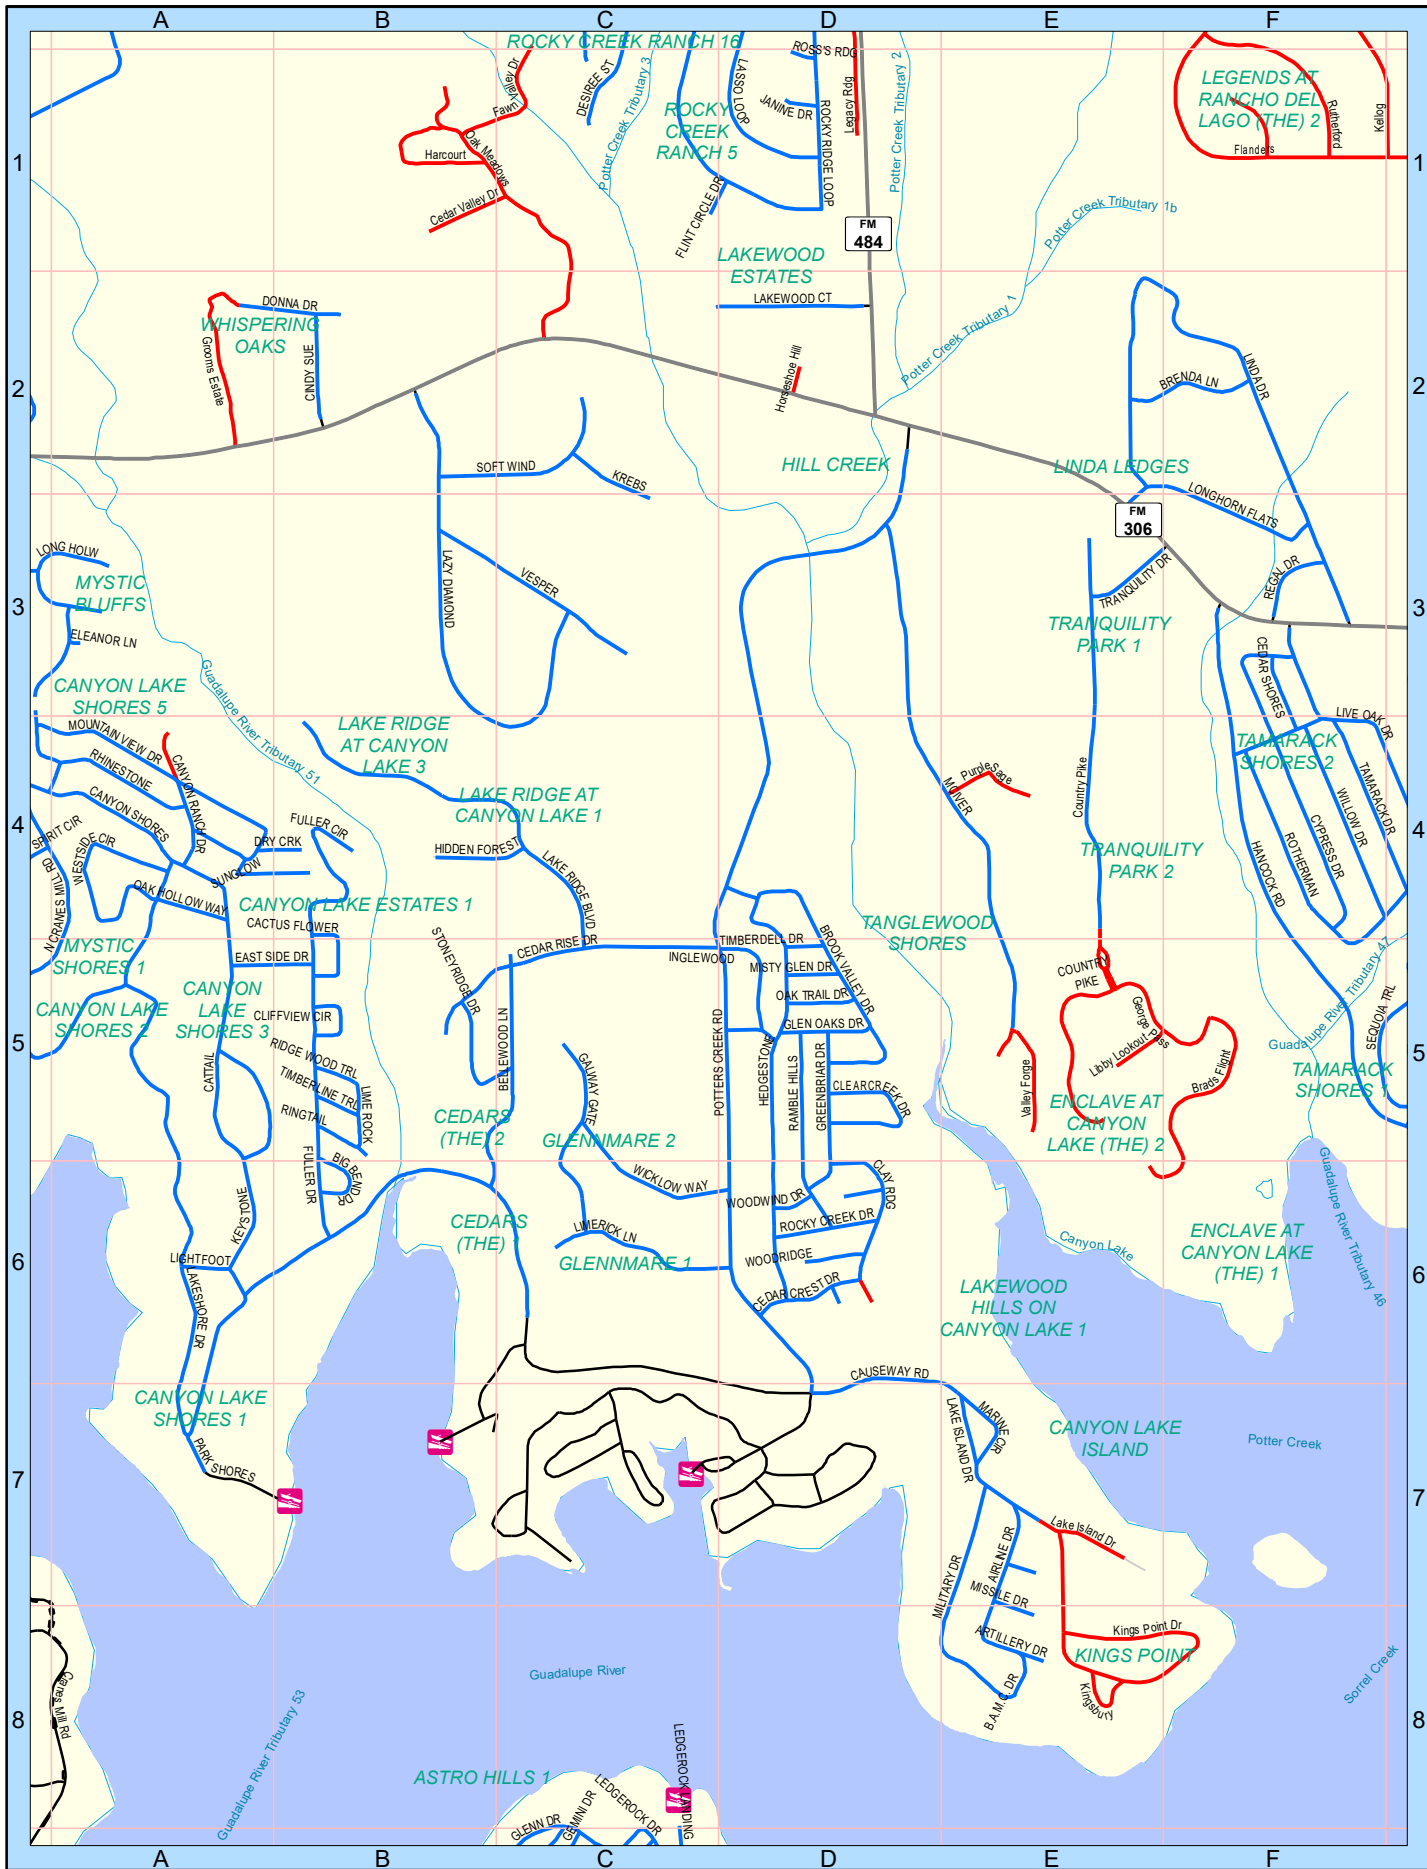 A B C D E F
ROCKY CREEK RANCH 16
Valley Dr
Fawn
DESIREE ST
Potter Creek Tributary 3
LASSO LOOP
ROSS'S RDG
Legacy Rdg
Potter Creek Tributary 2
LEGENDS AT
RANCHO DEL
LAGO (THE) 2
Rutherford
Kellog
Flanders
ROCKY
CREEK
RANCH 5
JANINE DR
ROCKY RIDGE LOOP
1
1
Harcourt
Oak Meadows
Cedar Valley Dr
FLINT CIRCLE DR
FM
484
Potter Creek Tributary 1b
LAKEWOOD
ESTATES
LAKEWOOD CT
Potter Creek Tributary 1
DONNA DR
WHISPERING
OAKS
Grooms Estate
CINDY SUE
Horseshoe Hill
BRENDA LN
LINDA DR
2
2
SOFT WIND
KREBS
HILL CREEK
LINDA LEDGES
LONGHORN FLATS
FM
306
LONG HOLW
MYSTIC
BLUFFS
LAZY DIAMOND
VESPER
TRANQUILITY DR
REGAL DR
3
3
ELEANOR LN
TRANQUILITY
PARK 1
CEDAR SHORES
Guadalupe River Tributary 51
CANYON LAKE
SHORES 5
MOUNTAIN VIEW DR
LAKE RIDGE
AT CANYON
LAKE 3
LIVE OAK DR
TAMARACK
SHORES 2
RHINESTONE
CANYON RANCH DR
CANYON SHORES
LAKE RIDGE AT
CANYON LAKE 1
MCIVER
Purple Sage
Country Pike
TAMARACK DR
WILLOW DR
CYPRESS DR
ROTHERMAN
HANCOCK RD
4
4
SPIRIT CIR
WESTSIDE CIR
FULLER CIR
DRY CRK
HIDDEN FOREST
LAKE RIDGE BLVD
TRANQUILITY
PARK 2
SUNGLOW
OAK HOLLOW WAY
N CRANES MILL RD
CANYON LAKE ESTATES 1
CACTUS FLOWER
MYSTIC
SHORES 1
EAST SIDE DR
STONEYRIDGE DR
CEDAR RISE DR
INGLEWOOD
TIMBERDELL DR
BROOK VALLEY DR
TANGLEWOOD
SHORES
MISTY GLEN DR
OAK TRAIL DR
GLEN OAKS DR
COUNTRY
PIKE
George Pass
Guadalupe River Tributary 47
CANYON LAKE
SHORES 2
CANYON
LAKE
SHORES 3
CLIFFVIEW CIR
CATTAIL
RIDGE WOOD TRL
TIMBERLINE TRL
RINGTAIL
LIME ROCK
BELLEWOOD LN
GALWAY GATE
POTTERS CREEK RD
HEDGESTONE
RAMBLE HILLS
GREENBRIAR DR
CLEARCREEK DR
Valley Forge
Libby Lookout
Brads Flight
SEQUOIA TRL
5
5
TAMARACK
SHORES 1
CEDARS
(THE) 2
GLENNMARE 2
ENCLAVE AT
CANYON
LAKE (THE) 2
FULLER DR
BIG BEND DR
WICKLOW WAY
WOODWIND DR
CLAY RDG
Guadalupe River Tributary 46
KEYSTONE
CEDARS
(THE) 1
LIMERICK LN
ROCKY CREEK DR
Canyon Lake
ENCLAVE AT
CANYON LAKE
(THE) 1
LIGHTFOOT
GLENNMARE 1
WOODRIDGE
6
6
LAKESHORE DR
CEDAR CREST DR
LAKEWOOD
HILLS ON
CANYON LAKE 1
CAUSEWAY RD
CANYON LAKE
SHORES 1
LAKE ISLAND DR
MARINE CIR
CANYON LAKE
ISLAND
Potter Creek
PARK SHORES
7
7
Lake Island Dr
AIRLINE DR
MILITARY DR
MISSILE DR
ARTILLERY DR
Kings Point Dr
KINGS POINT
Guadalupe River
Sorrel Creek
Cranes Mill Rd
Guadalupe River Tributary 53
B.A.M.C. DR
Kingsbury
8
8
ASTRO HILLS 1
LEDGEROCK LANDING
GLENN DR
GEMINI DR
LEDGEROCK DR
A B C D E F